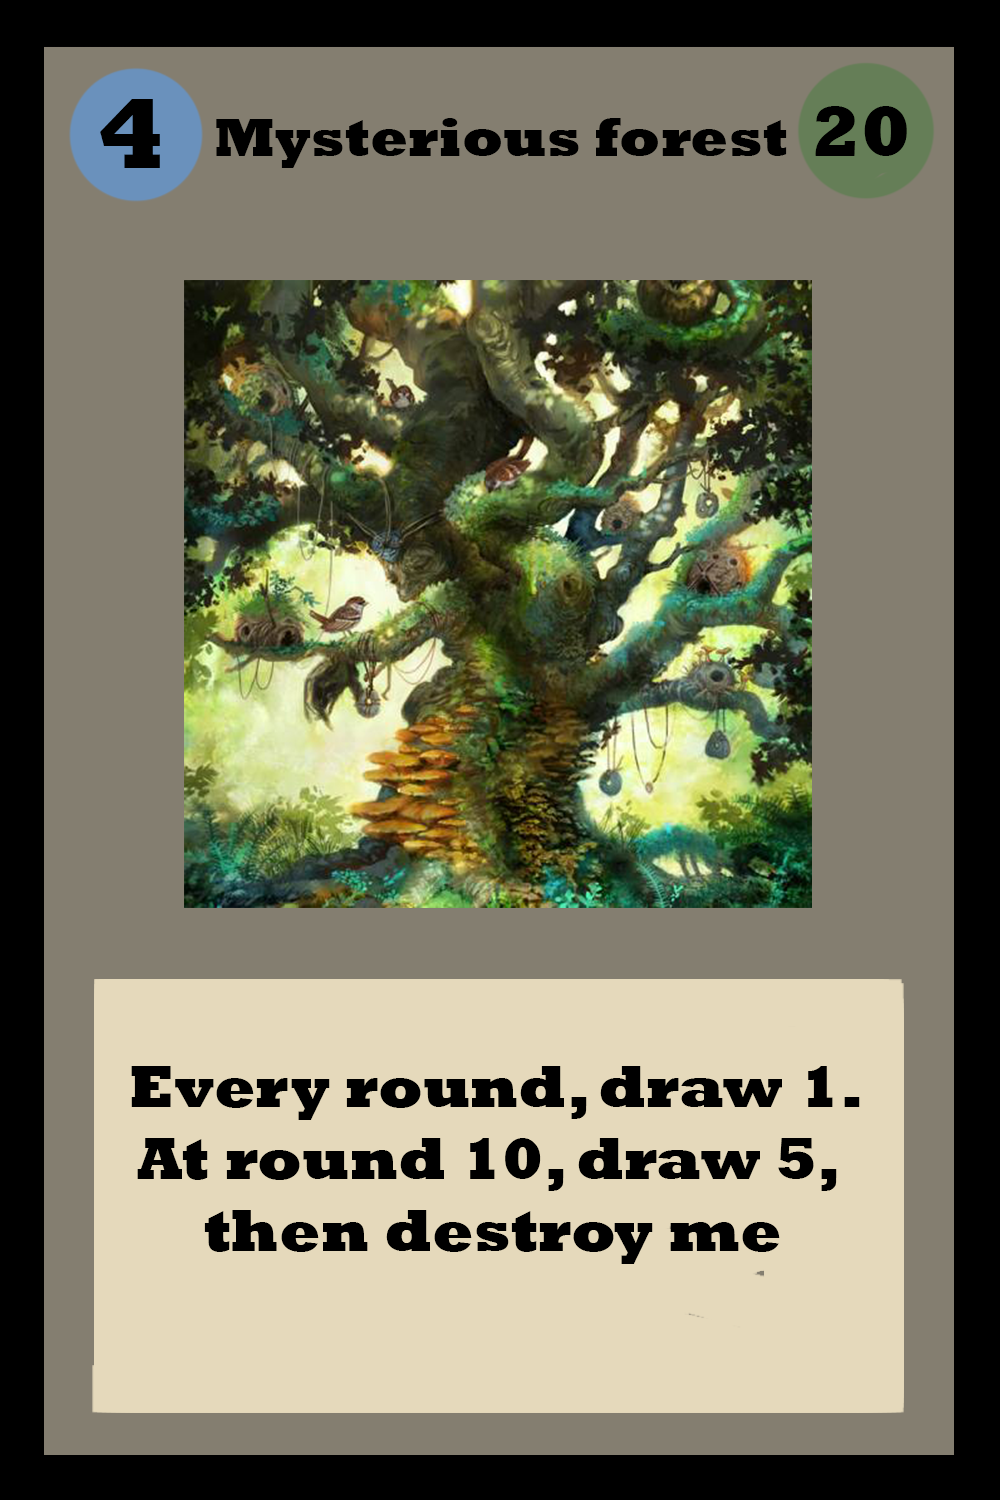 4 Mysterious forest 20
Every round, draw 1.
At round 10, draw 5,
then destroy me